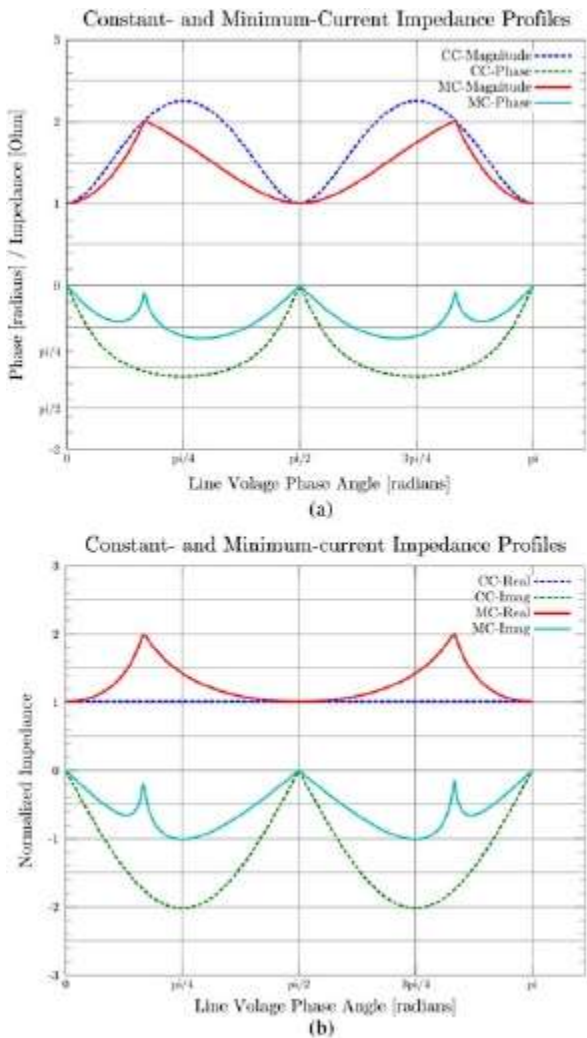 Constant- and Minimum-Current Impedance Profiles
3
CC-Magnitude
CC-Phase
MC-Magnitude
MC-Phase
2
1
0
pi/4
pi/2
-2
Phase [radians] / Impedance [Ohm]
0 pi/4 pi/2 3pi/4 pi
Line Volage Phase Angle [radians]
(a)
Constant- and Minimum-current Impedance Profiles
3
CC-Real
CC-Imag
MC-Real
MC-Imag
2
1
0
-1
-2
-3
Normalized Impedance
0 pi/4 pi/2 3pi/4 pi
Line Volage Phase Angle [radians]
(b)